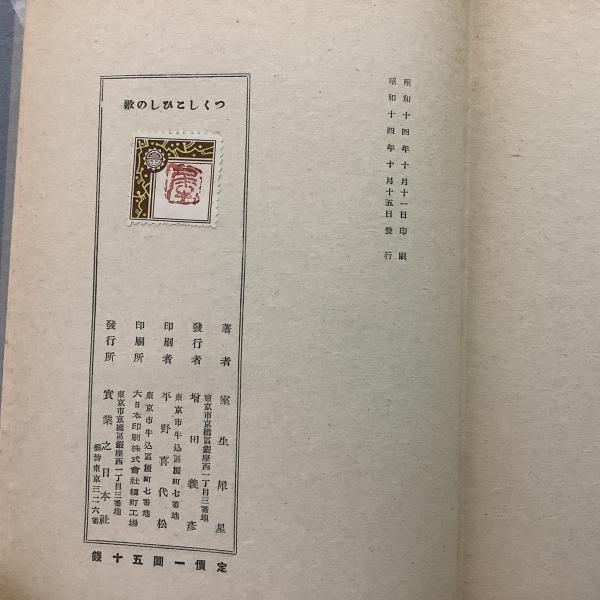 昭和十四年十月十一日印刷
昭和十四年十月十五日發行
つくしこひしの歌
著者 室生犀星
東京市京橋區銀座西一丁目三番地
發行者 增田義彥
東京市牛込區榎町七番地
印刷者 平野喜代松
東京市牛込區榎町七番地
印刷所 大日本印刷株式會社榎町工場
東京市京橋區銀座西一丁目三番地
發行所 實業之日本社
振替東京三二六番
定價一圓五十錢